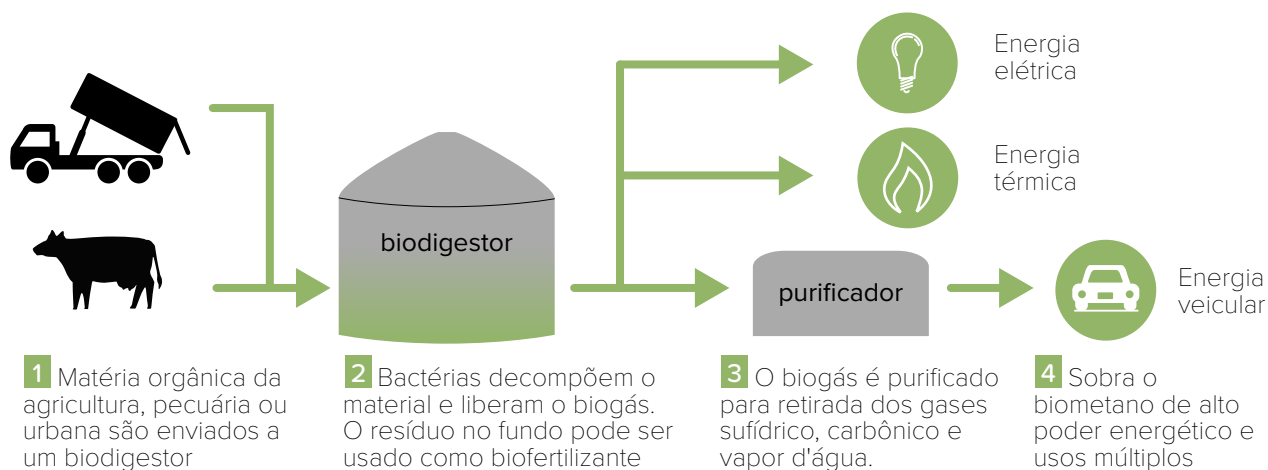 Energia
elétrica
Energia
térmica
biodigestor
purificador
Energia
veicular
1 Matéria orgânica da
agricultura, pecuária ou
urbana são enviados a
um biodigestor
2 Bactérias decompõem o
material e liberam o biogás.
O resíduo no fundo pode ser
usado como biofertilizante
3 O biogás é purificado
para retirada dos gases
sufídrico, carbônico e
vapor d'água.
4 Sobra o
biometano de alto
poder energético e
usos múltiplos